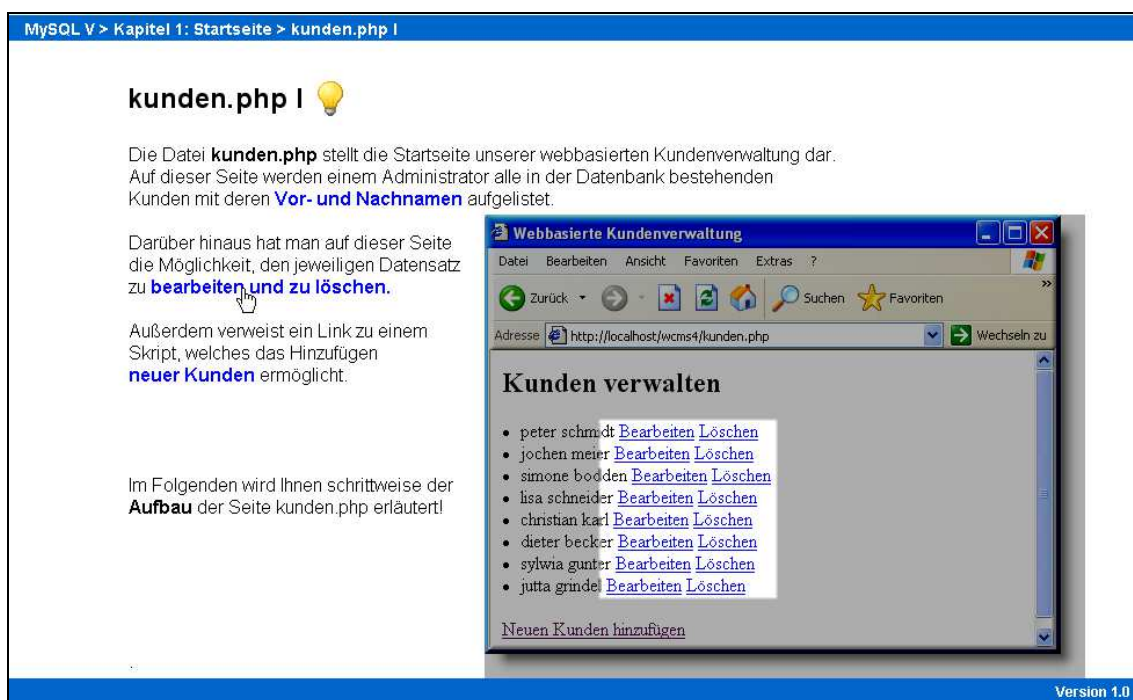 MySQL V > Kapitel 1: Startseite > kunden.php I
kunden.php I
Die Datei kunden.php stellt die Startseite unserer webbasierten Kundenverwaltung dar.
Auf dieser Seite werden einem Administrator alle in der Datenbank bestehenden
Kunden mit deren Vor- und Nachnamen aufgelistet.
Darüber hinaus hat man auf dieser Seite
die Möglichkeit, den jeweiligen Datensatz
zu bearbeiten und zu löschen.
Außerdem verweist ein Link zu einem
Skript, welches das Hinzufügen
neuer Kunden ermöglicht.
Im Folgenden wird Ihnen schrittweise der
Aufbau der Seite kunden.php erläutert!
Webbasierte Kundenverwaltung
Datei Bearbeiten Ansicht Favoriten Extras ?
Zurück Suchen Favoriten
Adresse http://localhost/wcms4/kunden.php Wechseln zu
Kunden verwalten
• peter schmidt Bearbeiten Löschen
• jochen meier Bearbeiten Löschen
• simone bodden Bearbeiten Löschen
• lisa schneider Bearbeiten Löschen
• christian karl Bearbeiten Löschen
• dieter becker Bearbeiten Löschen
• sylwia gunter Bearbeiten Löschen
• jutta grindel Bearbeiten Löschen
Neuen Kunden hinzufügen
Version 1.0